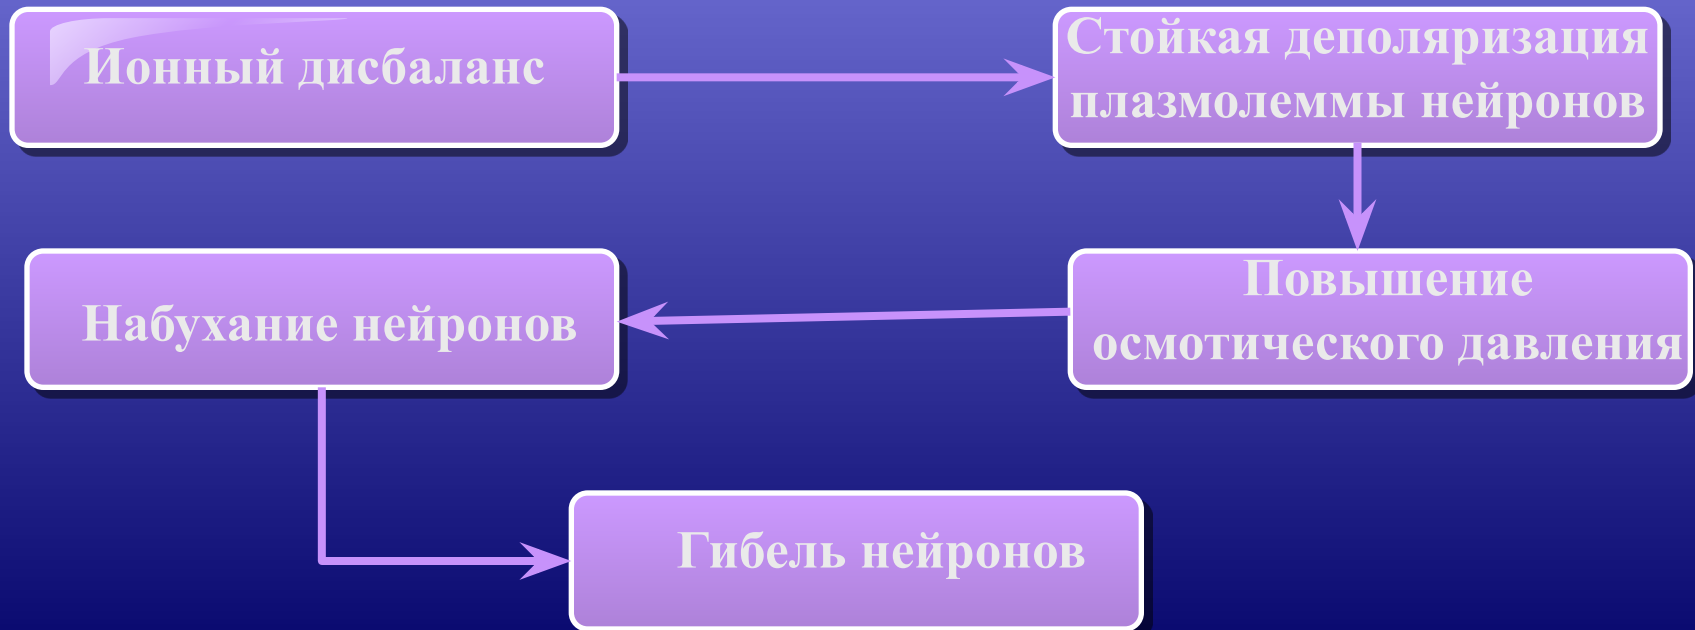 Ионный дисбаланс
Стойкая деполяризация
плазмолеммы нейронов
Повышение
осмотического давления
Набухание нейронов
Гибель нейронов